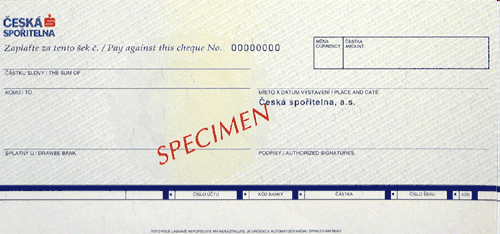 ČESKÁ
SPOŘITELNA
Zaplaťte za tento šek č. / Pay against this cheque No. 00000000
MĚNA ČÁSTKA
CURRENCY AMOUNT
ČÁSTKU SLOVY / THE SUM OF
KOMU / TO
MÍSTO A DATUM VYSTAVENÍ / PLACE AND DATE
Česká spořitelna, a.s.
SPECIMEN
SPLATNÝ U / DRAWEE BANK
PODPISY / AUTHORIZED SIGNATURES
ČÍSLO ÚČTU KÓD BANKY ČÁSTKA ČÍSLO ŠEKU KÓD